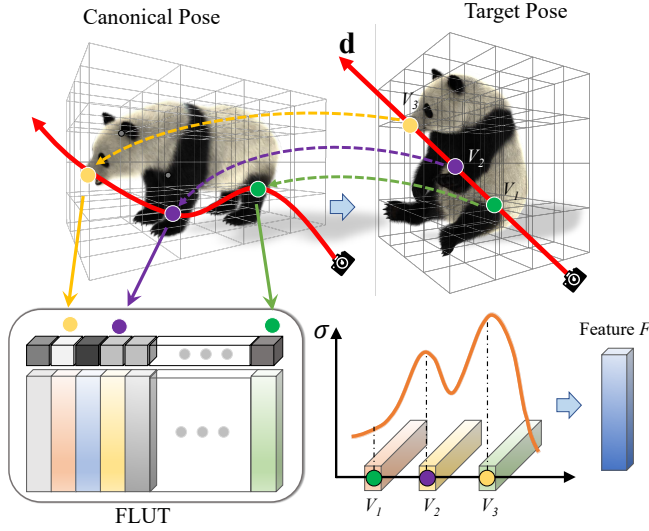 Canonical Pose
Target Pose
d
V3
V2
V1
FLUT
σ
V1
V2
V3
Feature F